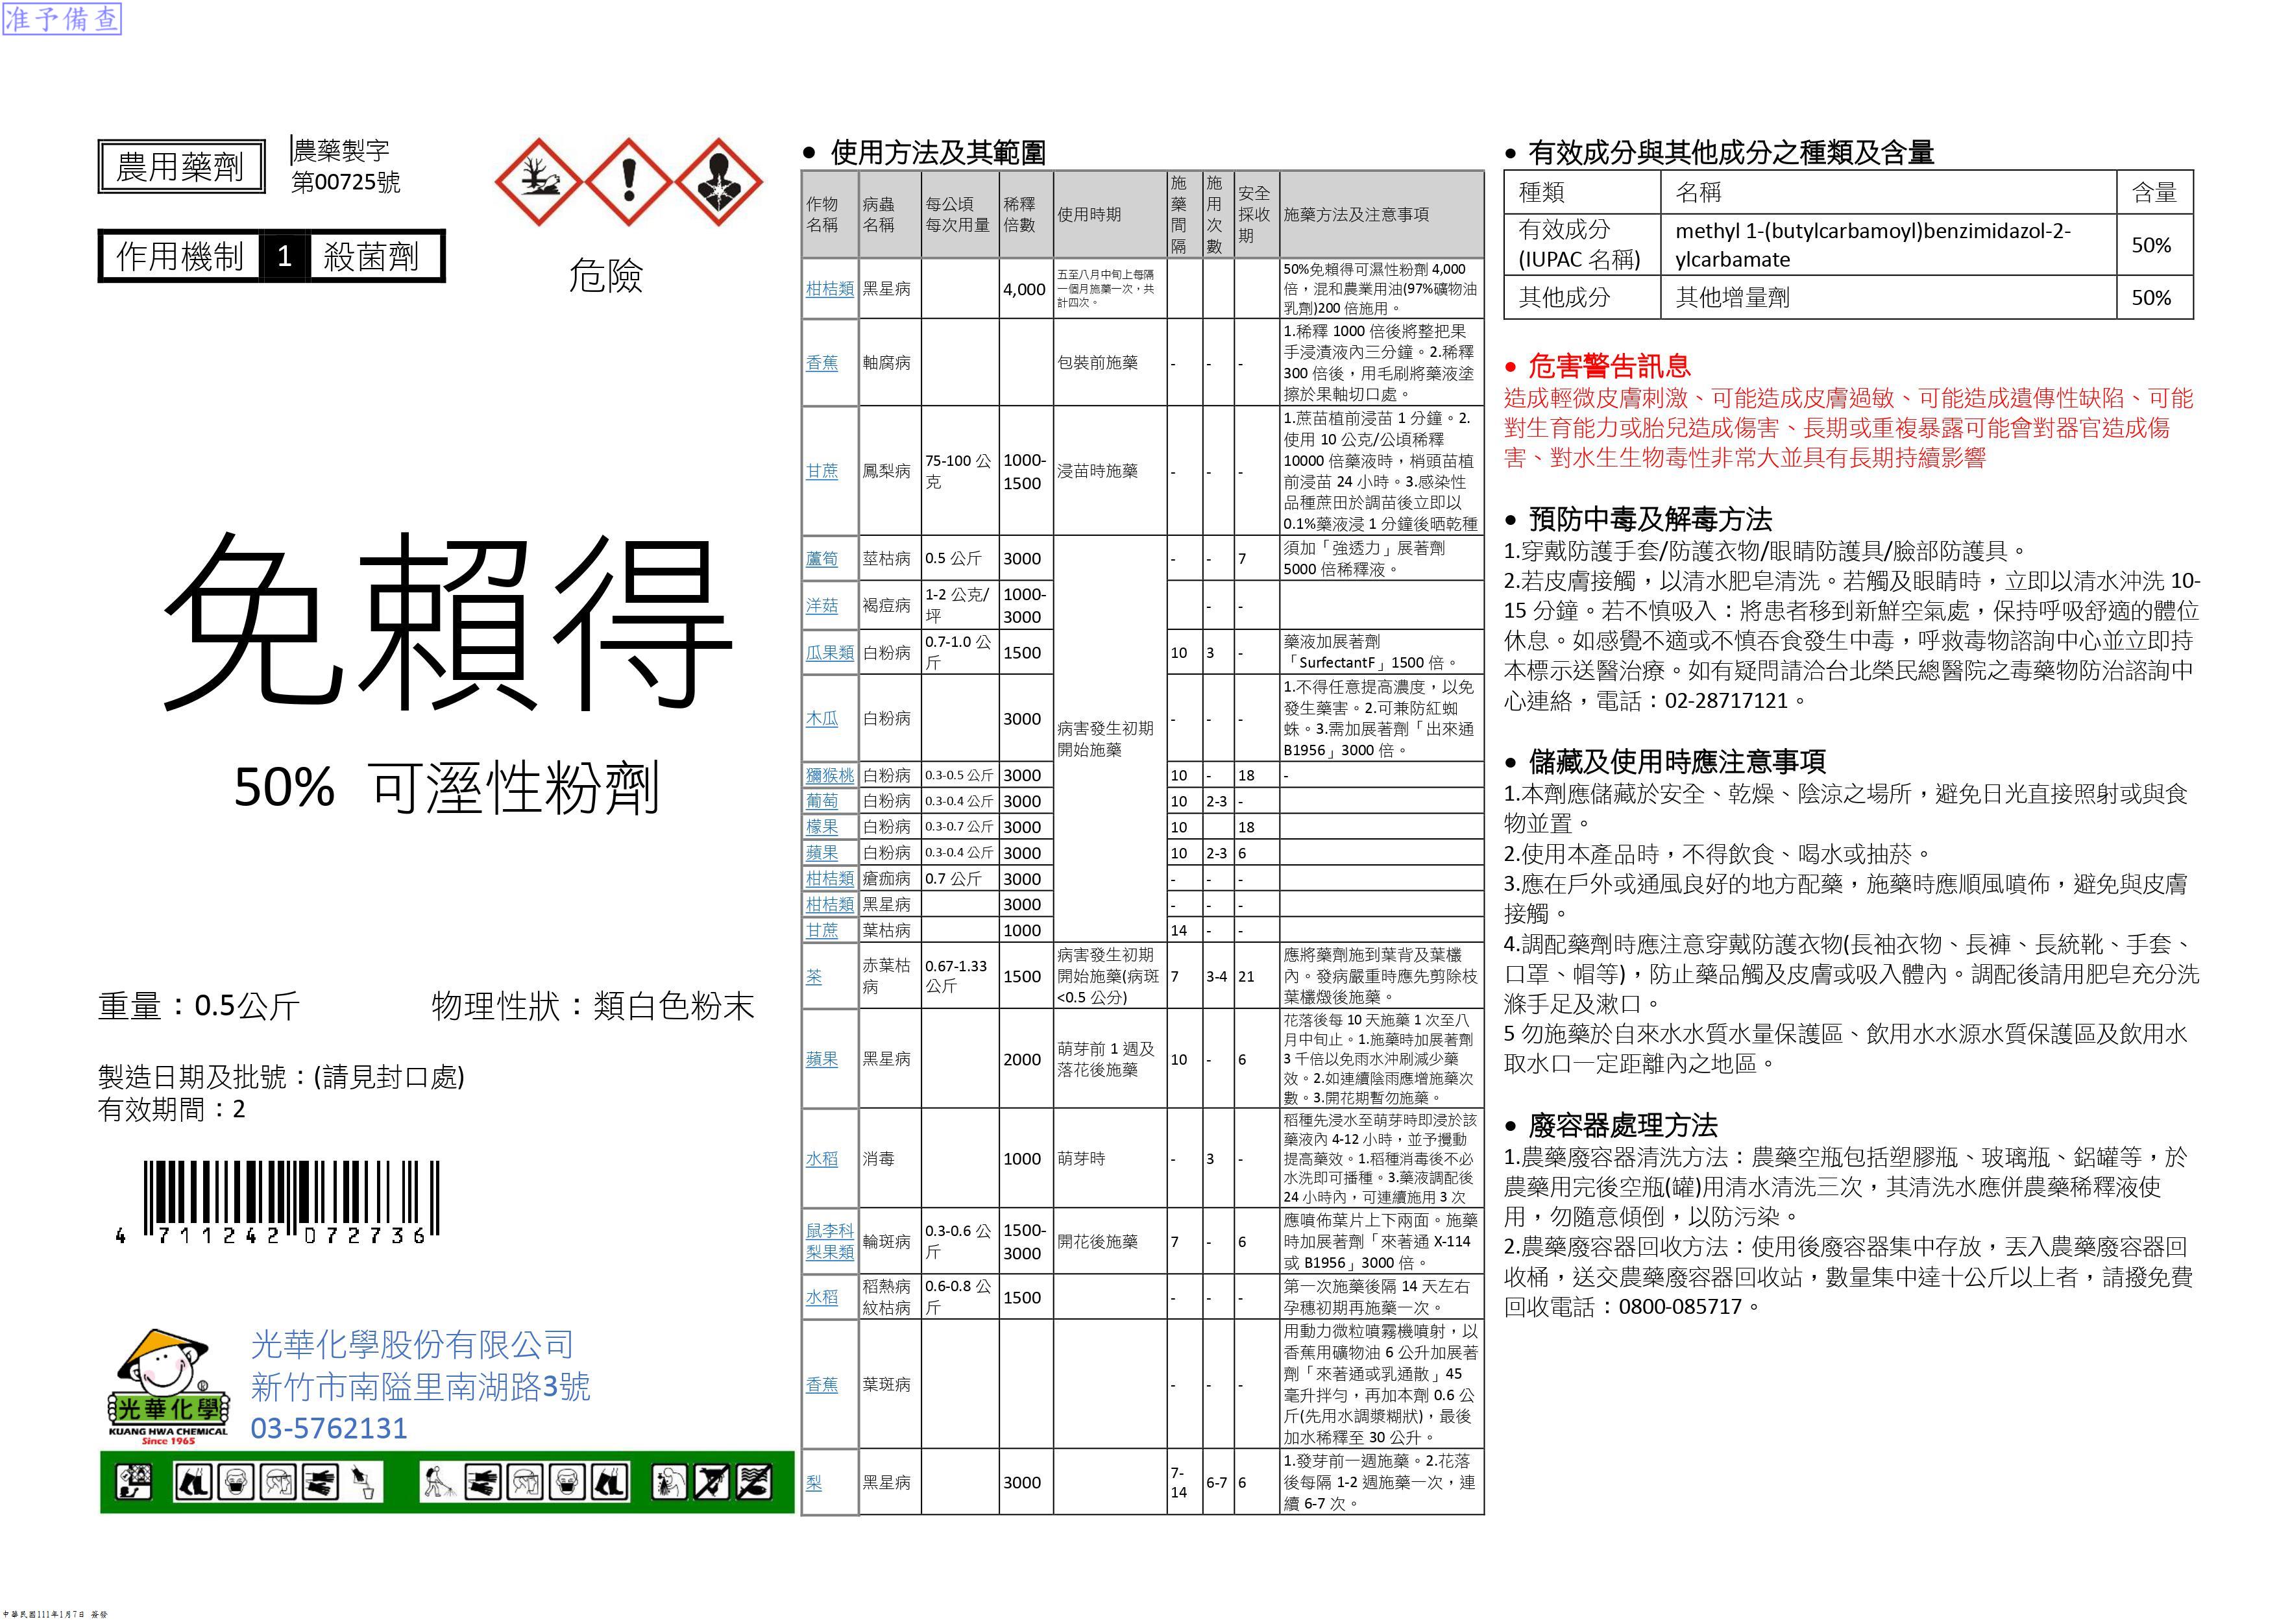 准予備查
農用藥劑
農藥製字
第00725號
作用機制 1 殺菌劑
危險
免賴得
50% 可溼性粉劑
重量：0.5公斤 物理性狀：類白色粉末
製造日期及批號：(請見封口處)
有效期間：2
4 711242 072736
光華化學
®
KUANG HWA CHEMICAL
Since 1965
光華化學股份有限公司
新竹市南隘里南湖路3號
03-5762131
• 使用方法及其範圍
作物名稱 病蟲名稱 每公頃每次用量 稀釋倍數 使用時期 施藥間隔 施用次數 安全採收期 施藥方法及注意事項
柑桔類 黑星病 4,000 五至八月中旬上每隔一個月施藥一次，共計四次。 50%免賴得可濕性粉劑 4,000 倍，混和農業用油(97%礦物油乳劑)200 倍施用。
香蕉 軸腐病 包裝前施藥 - - - 1.稀釋 1000 倍後將整把果手浸漬液內三分鐘。2.稀釋 300 倍後，用毛刷將藥液塗擦於果軸切口處。
甘蔗 鳳梨病 75-100 公克 1000-1500 浸苗時施藥 - - - 1.蔗苗植前浸苗 1 分鐘。2.使用 10 公克/公頃稀釋 10000 倍藥液時，梢頭苗植前浸苗 24 小時。3.感染性品種蔗田於調苗後立即以 0.1%藥液浸 1 分鐘後晒乾種
蘆筍 莖枯病 0.5 公斤 3000 病害發生初期開始施藥 - - 7 須加「強透力」展著劑 5000 倍稀釋液。
洋菇 褐痘病 1-2 公克/坪 1000-3000 - -
瓜果類 白粉病 0.7-1.0 公斤 1500 10 3 - 藥液加展著劑「SurfectantF」1500 倍。
木瓜 白粉病 3000 - - - 1.不得任意提高濃度，以免發生藥害。2.可兼防紅蜘蛛。3.需加展著劑「出來通 B1956」3000 倍。
獼猴桃 白粉病 0.3-0.5 公斤 3000 10 - 18 -
葡萄 白粉病 0.3-0.4 公斤 3000 10 2-3 -
檬果 白粉病 0.3-0.7 公斤 3000 10 18
蘋果 白粉病 0.3-0.4 公斤 3000 10 2-3 6
柑桔類 瘡痂病 0.7 公斤 3000 - - -
柑桔類 黑星病 3000 - - -
甘蔗 葉枯病 1000 14 - -
茶 赤葉枯病 0.67-1.33 公斤 1500 病害發生初期開始施藥(病斑<0.5 公分) 7 3-4 21 應將藥劑施到葉背及葉欉內。發病嚴重時應先剪除枝葉欉燬後施藥。
蘋果 黑星病 2000 萌芽前 1 週及落花後施藥 10 - 6 花落後每 10 天施藥 1 次至八月中旬止。1.施藥時加展著劑 3 千倍以免雨水沖刷減少藥效。2.如連續陰雨應增施藥次數。3.開花期暫勿施藥。
水稻 消毒 1000 萌芽時 - 3 - 稻種先浸水至萌芽時即浸於該藥液內 4-12 小時，並予攪動提高藥效。1.稻種消毒後不必水洗即可播種。3.藥液調配後 24 小時內，可連續施用 3 次
鼠李科梨果類 輪斑病 0.3-0.6 公斤 1500-3000 開花後施藥 7 - 6 應噴佈葉片上下兩面。施藥時加展著劑「來著通 X-114 或 B1956」3000 倍。
水稻 稻熱病紋枯病 0.6-0.8 公斤 1500 - - - 第一次施藥後隔 14 天左右孕穗初期再施藥一次。
香蕉 葉斑病 - - - 用動力微粒噴霧機噴射，以香蕉用礦物油 6 公升加展著劑「來著通或乳通散」45 毫升拌勻，再加本劑 0.6 公斤(先用水調漿糊狀)，最後加水稀釋至 30 公升。
梨 黑星病 3000 7-14 6-7 6 1.發芽前一週施藥。2.花落後每隔 1-2 週施藥一次，連續 6-7 次。
• 有效成分與其他成分之種類及含量
種類 名稱 含量
有效成分(IUPAC 名稱) methyl 1-(butylcarbamoyl)benzimidazol-2-ylcarbamate 50%
其他成分 其他增量劑 50%
• 危害警告訊息
造成輕微皮膚刺激、可能造成皮膚過敏、可能造成遺傳性缺陷、可能
對生育能力或胎兒造成傷害、長期或重複暴露可能會對器官造成傷
害、對水生生物毒性非常大並具有長期持續影響
• 預防中毒及解毒方法
1.穿戴防護手套/防護衣物/眼睛防護具/臉部防護具。
2.若皮膚接觸，以清水肥皂清洗。若觸及眼睛時，立即以清水沖洗 10-
15 分鐘。若不慎吸入：將患者移到新鮮空氣處，保持呼吸舒適的體位
休息。如感覺不適或不慎吞食發生中毒，呼救毒物諮詢中心並立即持
本標示送醫治療。如有疑問請洽台北榮民總醫院之毒藥物防治諮詢中
心連絡，電話：02-28717121。
• 儲藏及使用時應注意事項
1.本劑應儲藏於安全、乾燥、陰涼之場所，避免日光直接照射或與食
物並置。
2.使用本產品時，不得飲食、喝水或抽菸。
3.應在戶外或通風良好的地方配藥，施藥時應順風噴佈，避免與皮膚
接觸。
4.調配藥劑時應注意穿戴防護衣物(長袖衣物、長褲、長統靴、手套、
口罩、帽等)，防止藥品觸及皮膚或吸入體內。調配後請用肥皂充分洗
滌手足及漱口。
5 勿施藥於自來水水質水量保護區、飲用水水源水質保護區及飲用水
取水口一定距離內之地區。
• 廢容器處理方法
1.農藥廢容器清洗方法：農藥空瓶包括塑膠瓶、玻璃瓶、鋁罐等，於
農藥用完後空瓶(罐)用清水清洗三次，其清洗水應併農藥稀釋液使
用，勿隨意傾倒，以防污染。
2.農藥廢容器回收方法：使用後廢容器集中存放，丟入農藥廢容器回
收桶，送交農藥廢容器回收站，數量集中達十公斤以上者，請撥免費
回收電話：0800-085717。
中華民國111年1月7日 簽發